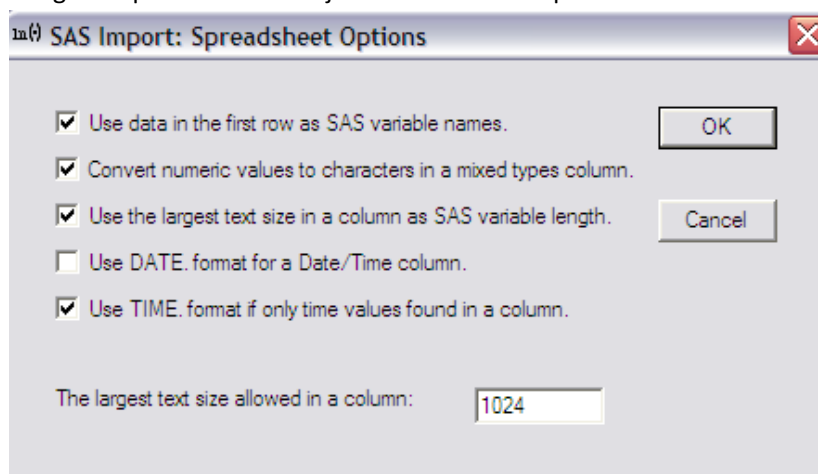 SAS Import: Spreadsheet Options
Use data in the first row as SAS variable names.
OK
Convert numeric values to characters in a mixed types column.
Use the largest text size in a column as SAS variable length.
Cancel
Use DATE. format for a Date/Time column.
Use TIME. format if only time values found in a column.
The largest text size allowed in a column:
1024